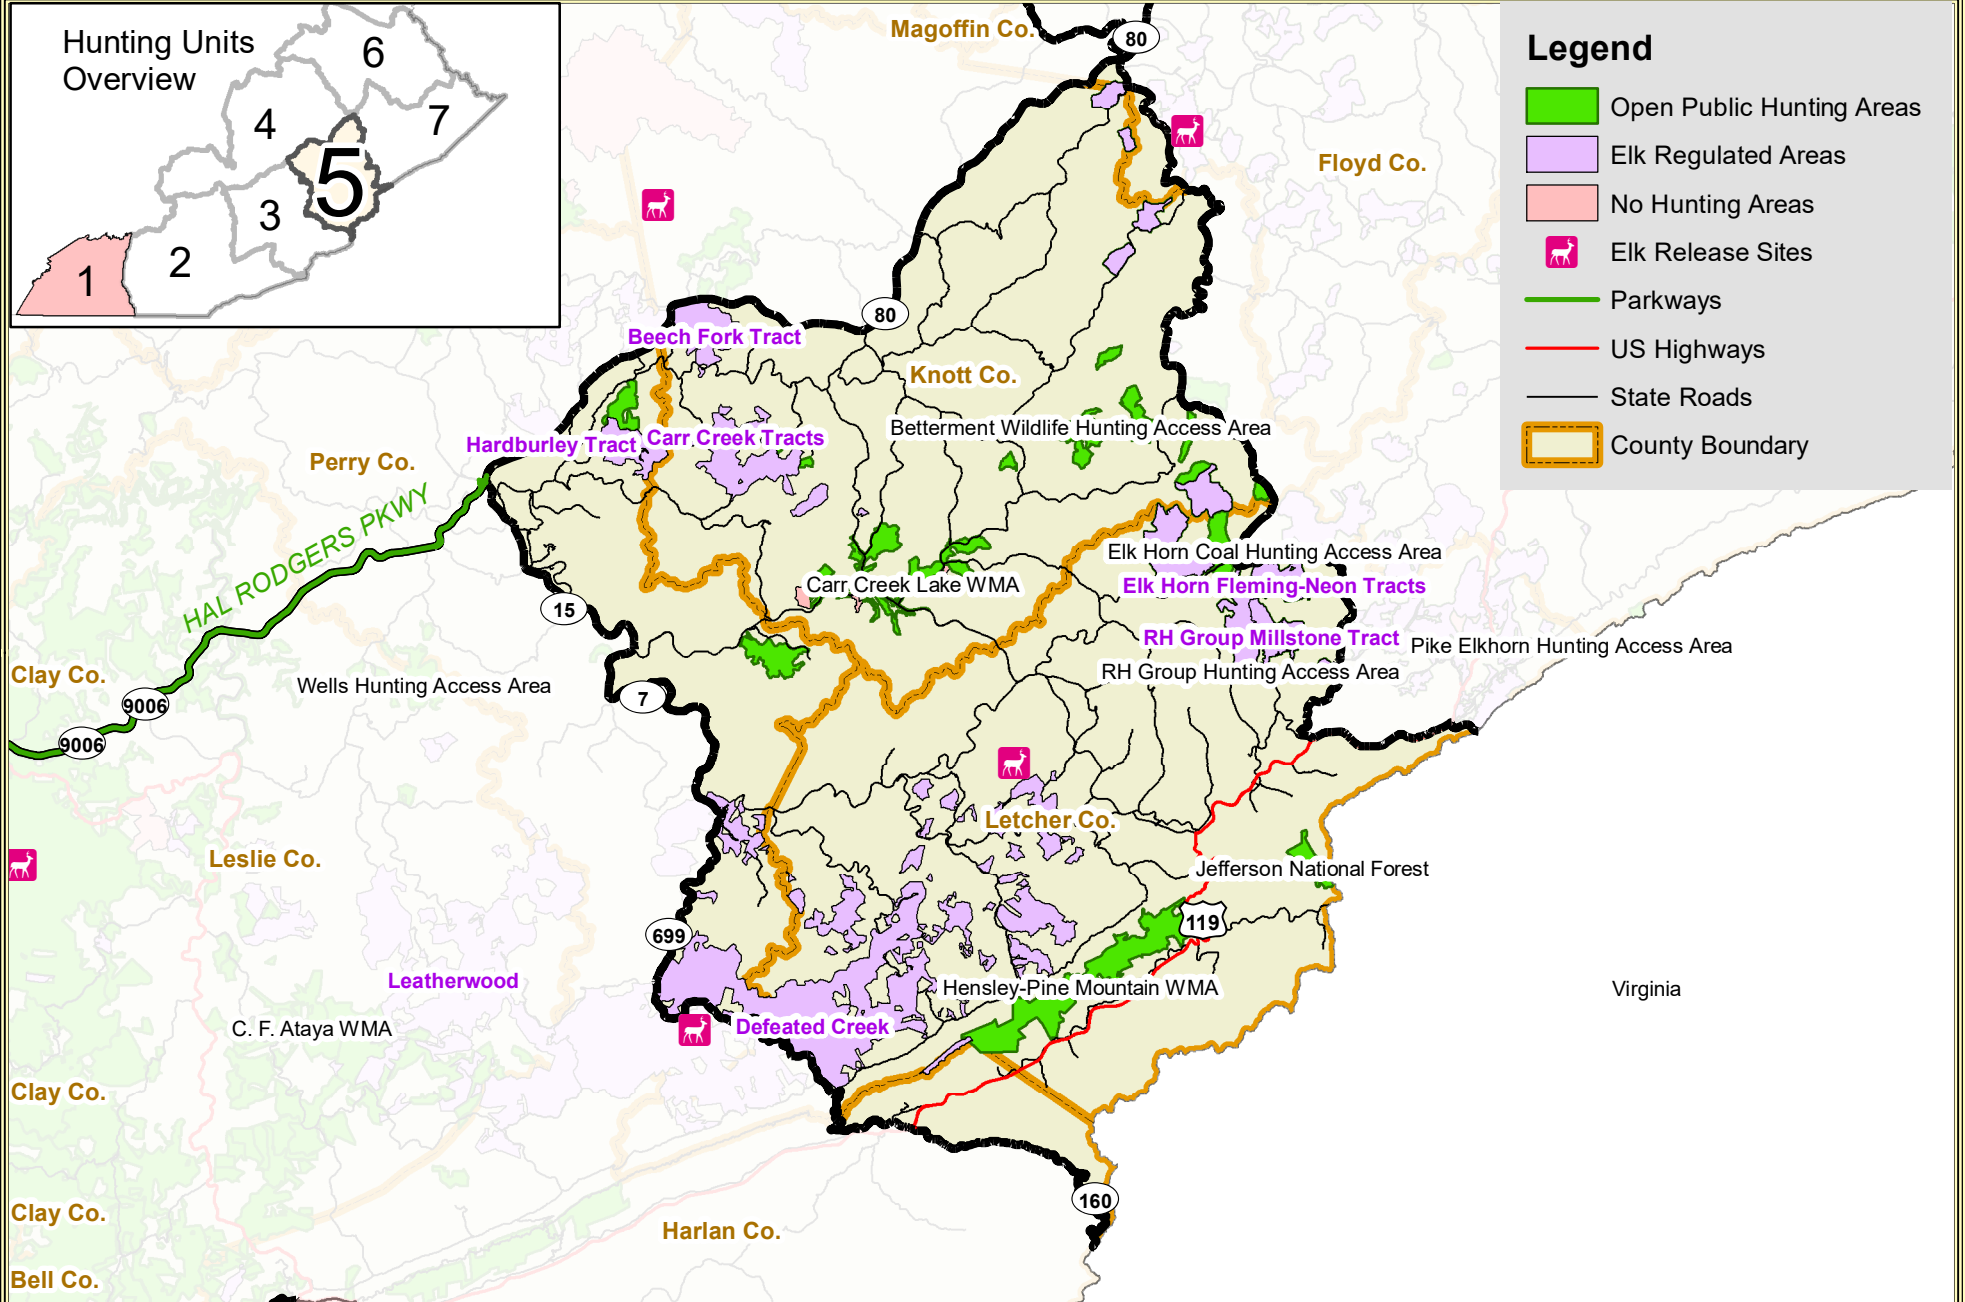 Hunting Units
Overview
6
4
7
5
3
2
1
Legend
Open Public Hunting Areas
Elk Regulated Areas
No Hunting Areas
Elk Release Sites
Parkways
US Highways
State Roads
County Boundary
Magoffin Co.
80
Floyd Co.
80
Beech Fork Tract
Knott Co.
Betterment Wildlife Hunting Access Area
Hardburley Tract
Carr Creek Tracts
Perry Co.
HAL RODGERS PKWY
Elk Horn Coal Hunting Access Area
Carr Creek Lake WMA
Elk Horn Fleming-Neon Tracts
15
RH Group Millstone Tract
Pike Elkhorn Hunting Access Area
RH Group Hunting Access Area
Clay Co.
Wells Hunting Access Area
7
9006
9006
Letcher Co.
Leslie Co.
Jefferson National Forest
119
699
Leatherwood
Hensley-Pine Mountain WMA
Virginia
C. F. Ataya WMA
Defeated Creek
Clay Co.
160
Clay Co.
Harlan Co.
Bell Co.